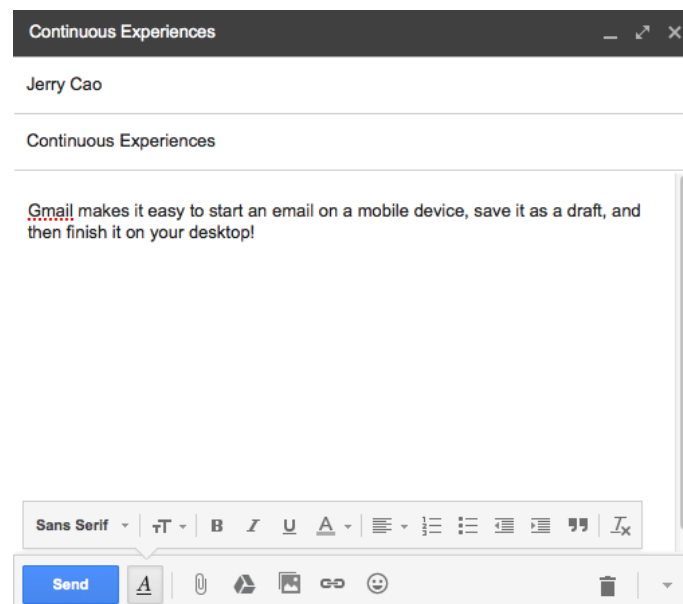 Continuous Experiences
Jerry Cao
Continuous Experiences
Gmail makes it easy to start an email on a mobile device, save it as a draft, and
then finish it on your desktop!
Sans Serif
Send